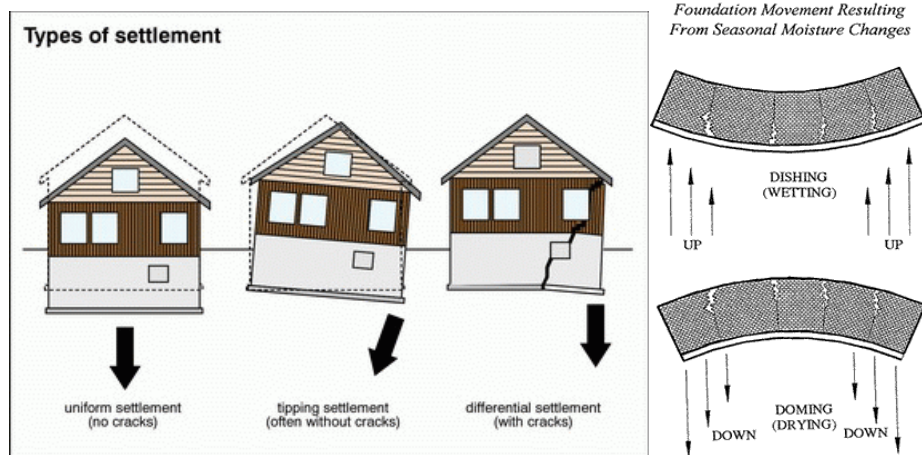 Types of settlement
uniform settlement
(no cracks)
tipping settlement
(often without cracks)
differential settlement
(with cracks)
Foundation Movement Resulting
From Seasonal Moisture Changes
DISHING
(WETTING)
UP
UP
DOMING
(DRYING)
DOWN
DOWN